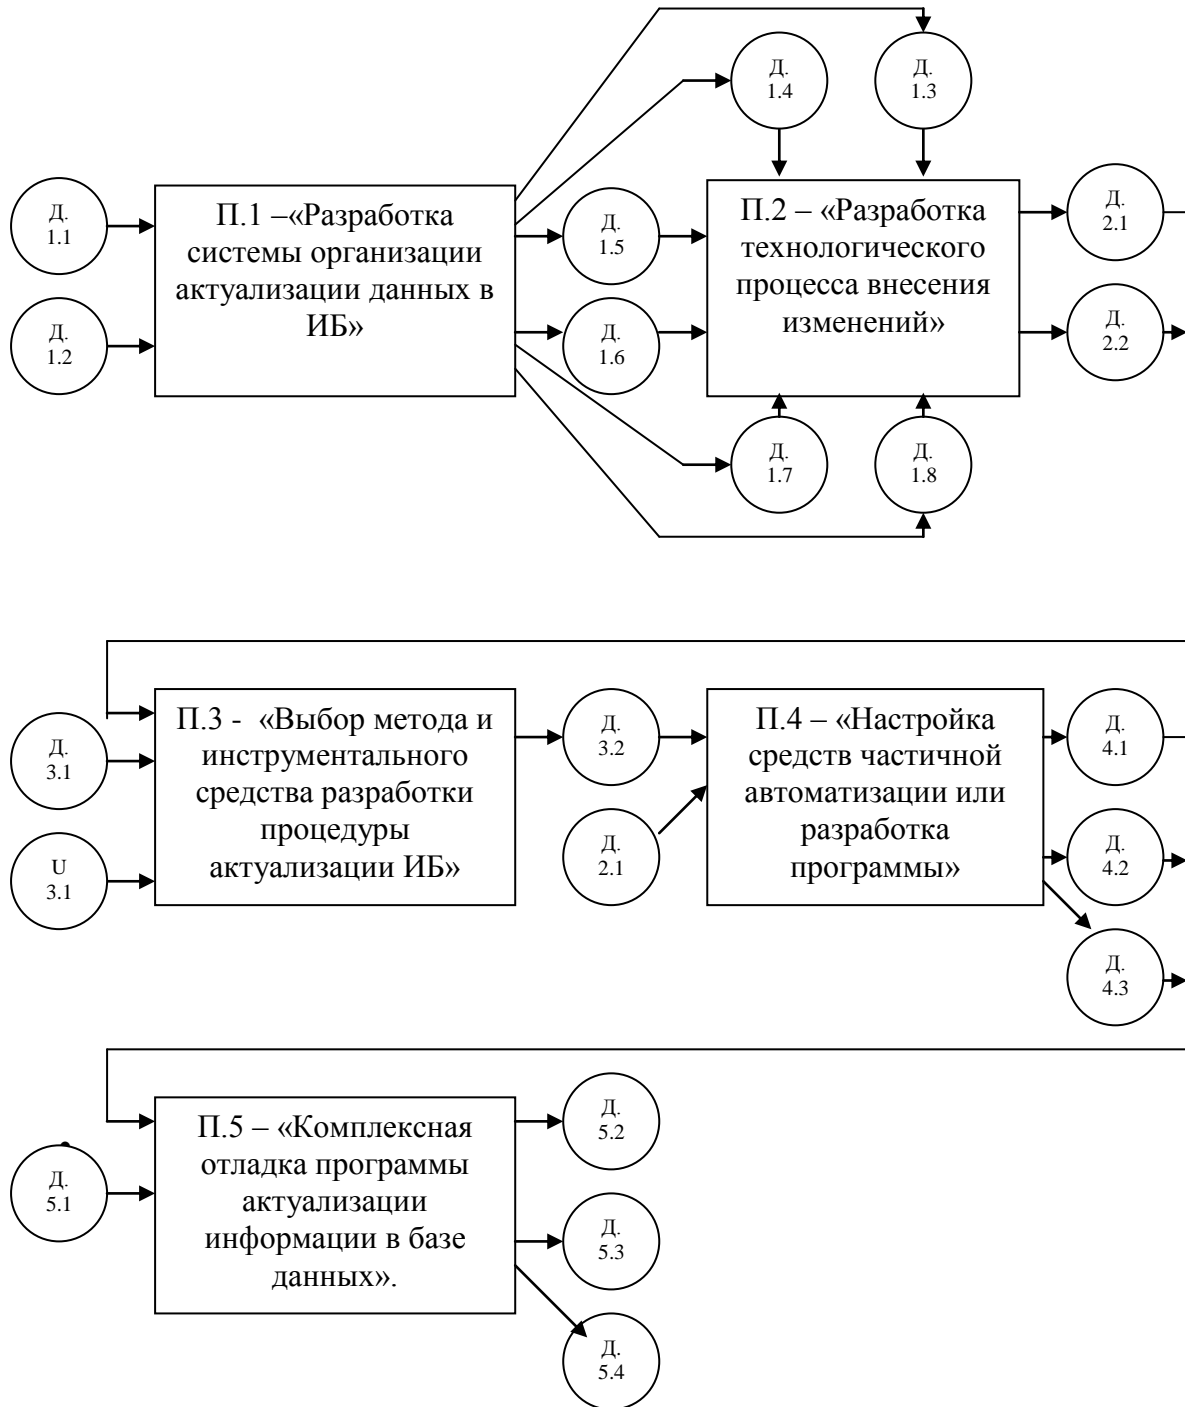 Д.
1.4
Д.
1.3
Д.
1.1
Д.
1.2
П.1 –«Разработка
системы организации
актуализации данных в
ИБ»
Д.
1.5
Д.
1.6
П.2 – «Разработка
технологического
процесса внесения
изменений»
Д.
2.1
Д.
2.2
Д.
1.7
Д.
1.8
Д.
3.1
U
3.1
П.3 - «Выбор метода и
инструментального
средства разработки
процедуры
актуализации ИБ»
Д.
3.2
Д.
2.1
П.4 – «Настройка
средств частичной
автоматизации или
разработка
программы»
Д.
4.1
Д.
4.2
Д.
4.3
Д.
5.1
П.5 – «Комплексная
отладка программы
актуализации
информации в базе
данных».
Д.
5.2
Д.
5.3
Д.
5.4